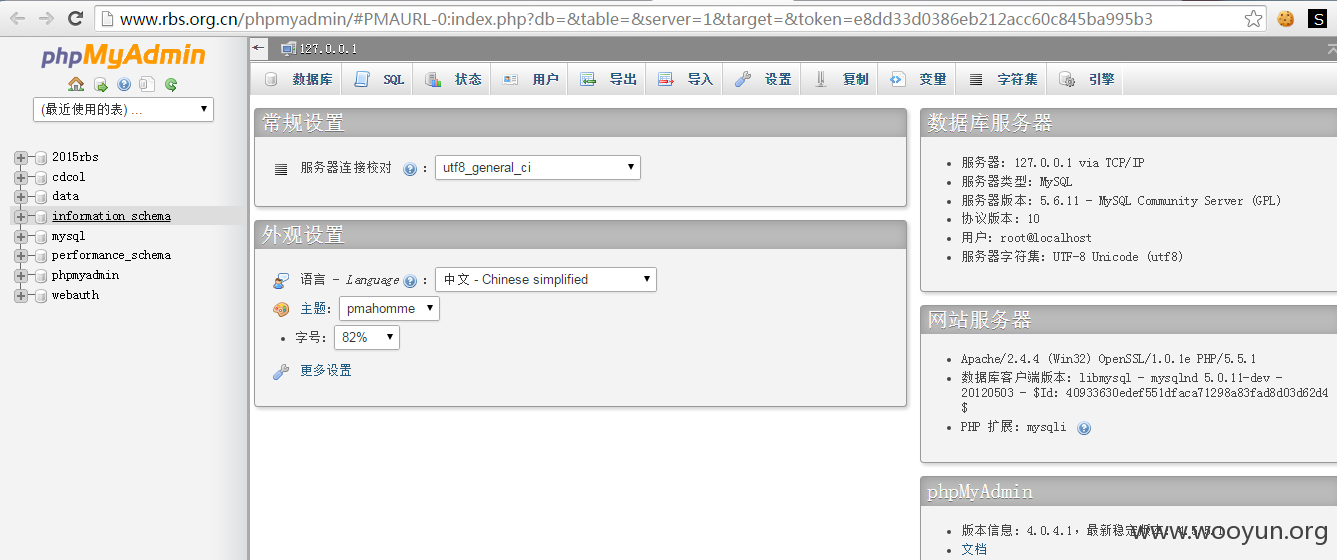 www.rbs.org.cn/phpmyadmin/#PMAURL-0:index.php?db=&table=&server=1&target=&token=e8dd33d0386eb212acc60c845ba995b3
S
phpMyAdmin
(最近使用的表) ...
2015rbs
cdcol
data
information_schema
mysql
performance_schema
phpmyadmin
webauth
127.0.0.1
数据库 SQL 状态 用户 导出 导入 设置 复制 变量 字符集 引擎
常规设置
服务器连接校对 : utf8_general_ci
外观设置
语言 - Language : 中文 - Chinese simplified
主题: pmahomme
字号: 82%
更多设置
数据库服务器
服务器: 127.0.0.1 via TCP/IP
服务器类型: MySQL
服务器版本: 5.6.11 - MySQL Community Server (GPL)
协议版本: 10
用户: root@localhost
服务器字符集: UTF-8 Unicode (utf8)
网站服务器
Apache/2.4.4 (Win32) OpenSSL/1.0.1e PHP/5.5.1
数据库客户端版本: libmysql - mysqlnd 5.0.11-dev -
20120503 - $Id: 40933630edef551dfaca71298a83fad8d03d62d4
$
PHP 扩展: mysqli
phpMyAdmin
版本信息: 4.0.4.1, 最新稳定版本:
www.wooyun.org
文档